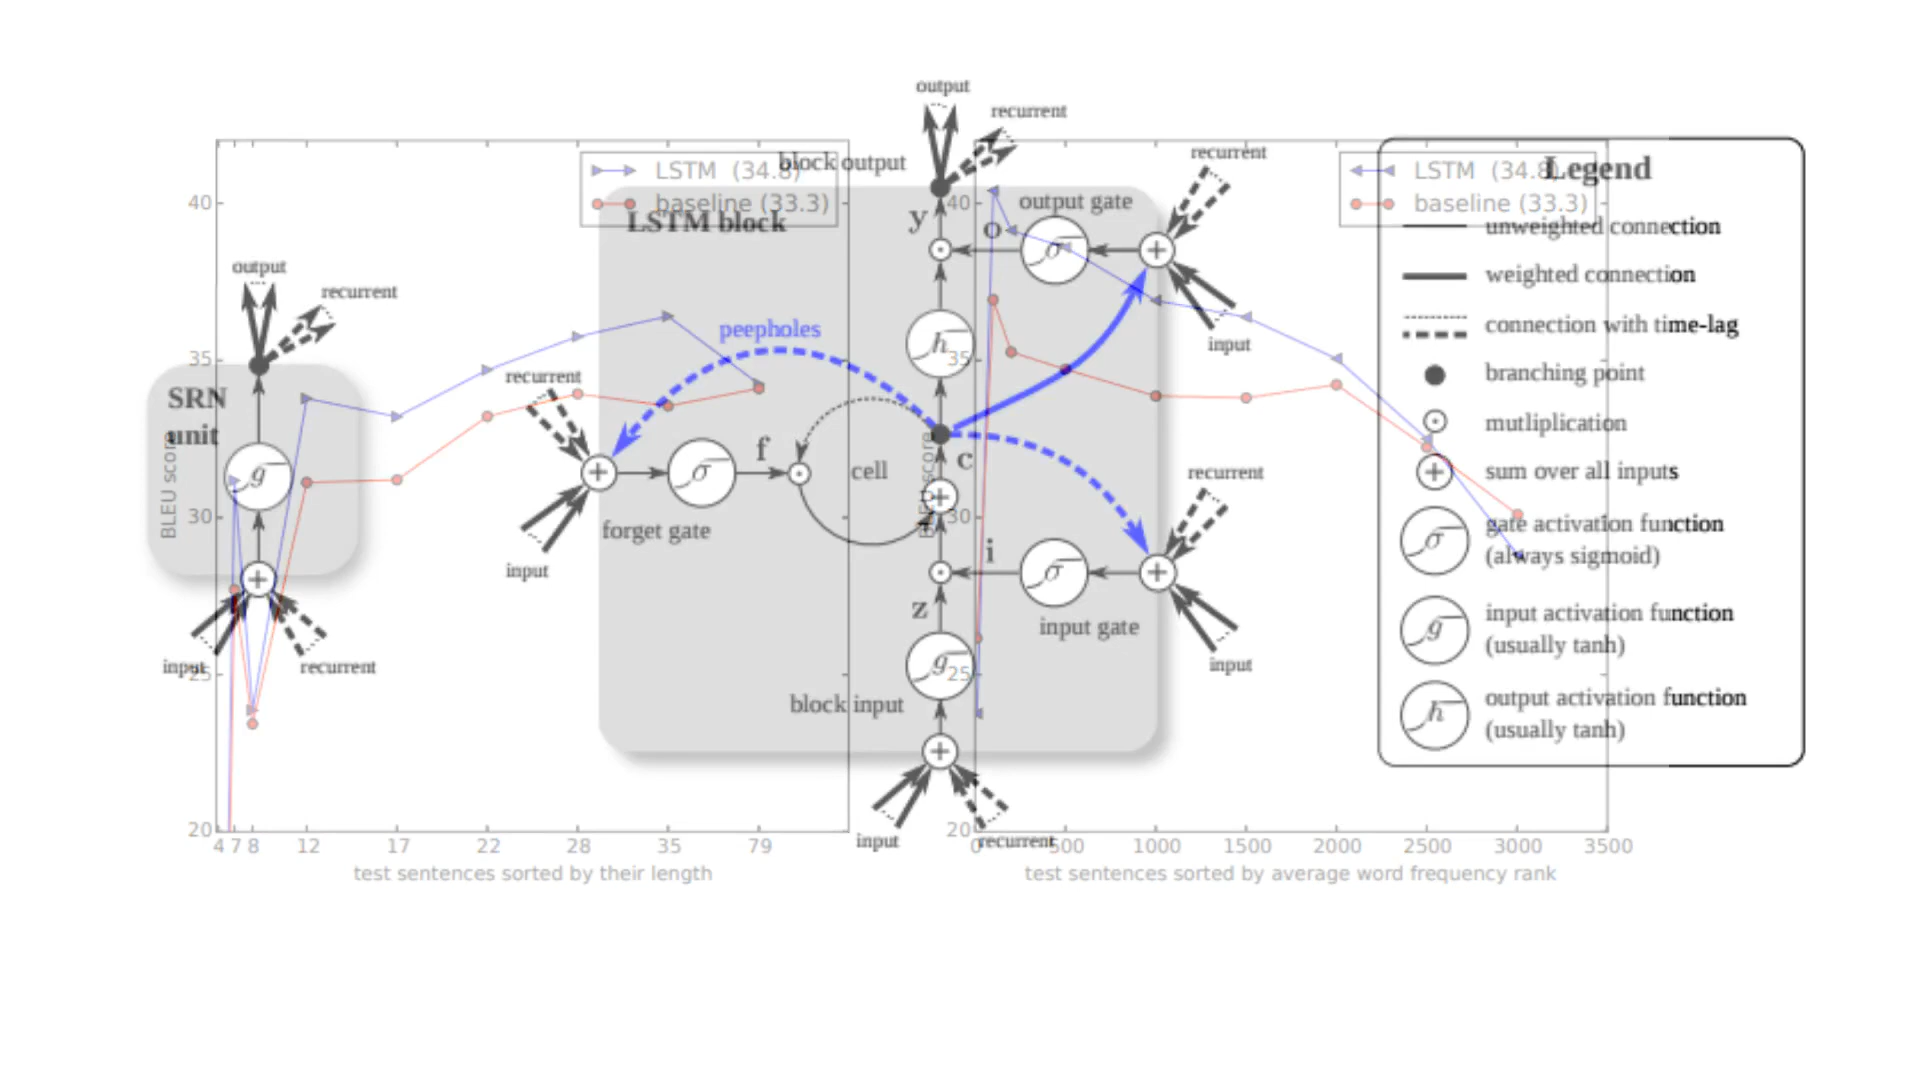 output
recurrent
block output
recurrent
LSTM (34.8)
baseline (33.3)
LSTM block
output gate
y
o
σ
input
h
peepholes
recurrent
f
σ
cell
c
forget gate
input
recurrent
i
σ
z
input gate
input
g
block input
input
recurrent
output
recurrent
SRN
unit
g
input
recurrent
BLEU score
40
35
30
25
20
4 7 8 12 17 22 28 35 79
test sentences sorted by their length
LSTM (34.8)
baseline (33.3)
BLEU score
40
35
30
25
20
0 500 1000 1500 2000 2500 3000 3500
test sentences sorted by average word frequency rank
Legend
unweighted connection
weighted connection
connection with time-lag
branching point
mutliplication
sum over all inputs
σ
gate activation function
(always sigmoid)
g
input activation function
(usually tanh)
h
output activation function
(usually tanh)